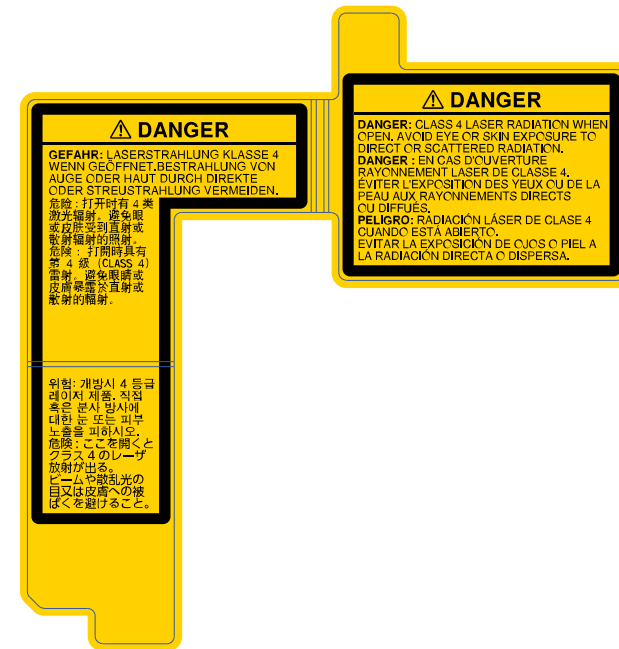 ⚠ DANGER
GEFAHR: LASERSTRAHLUNG KLASSE 4
WENN GEÖFFNET.BESTRAHLUNG VON
AUGE ODER HAUT DURCH DIREKTE
ODER STREUSTRAHLUNG VERMEIDEN.
危险：打开时有 4 类
激光辐射。避免眼
或皮肤受到直射或
散射辐射的照射。
危険：打開時具有
第 4 級 (CLASS 4)
雷射。避免眼睛或
皮膚暴露於直射或
散射的輻射.
위험: 개방시 4 등급
레이저 제품. 직접
혹은 분사 방사에
대한 눈 또는 피부
노출을 피하시오.
危険：ここを開くと
クラス 4 のレーザ
放射が出る。
ビームや散乱光の
目又は皮膚への被
ばくを避けること。
⚠ DANGER
DANGER: CLASS 4 LASER RADIATION WHEN
OPEN. AVOID EYE OR SKIN EXPOSURE TO
DIRECT OR SCATTERED RADIATION.
DANGER : EN CAS D'OUVERTURE
RAYONNEMENT LASER DE CLASSE 4.
ÉVITER L'EXPOSITION DES YEUX OU DE LA
PEAU AUX RAYONNEMENTS DIRECTS
OU DIFFUÉS.
PELIGRO: RADIACIÓN LÁSER DE CLASE 4
CUANDO ESTÁ ABIERTO.
EVITAR LA EXPOSICIÓN DE OJOS O PIEL A
LA RADIACIÓN DIRECTA O DISPERSA.